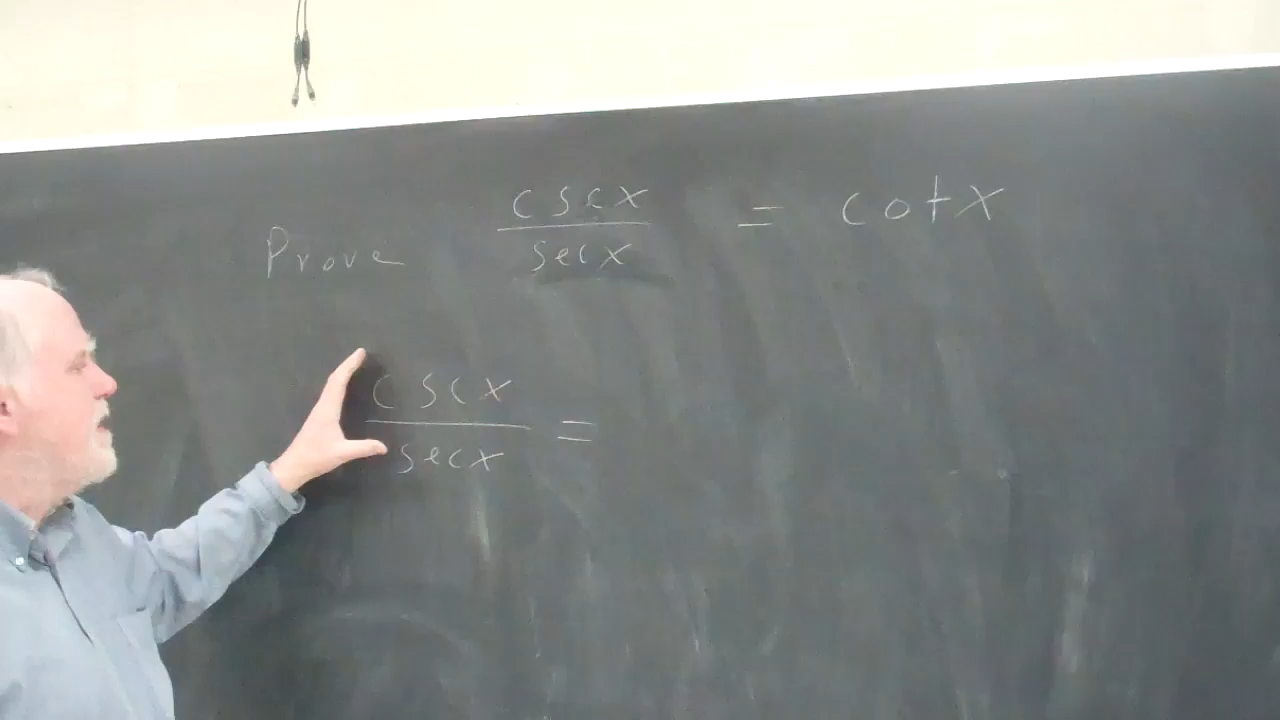 Prove cscx/secx = cotx
cscx/secx =